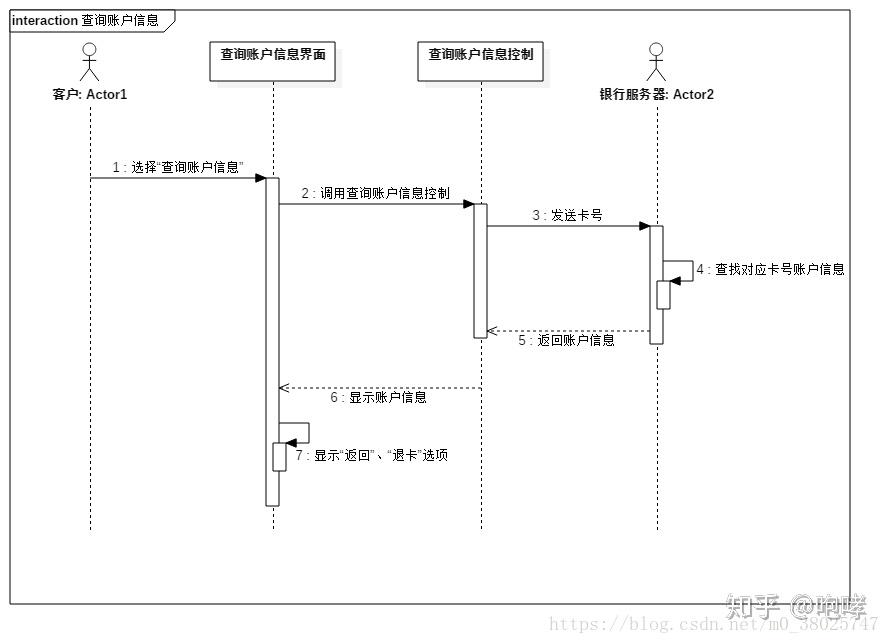 interaction 查询账户信息
查询账户信息界面
查询账户信息控制
客户: Actor1
银行服务器: Actor2
1 : 选择“查询账户信息”
2 : 调用查询账户信息控制
3 : 发送卡号
4 : 查找对应卡号账户信息
5 : 返回账户信息
6 : 显示账户信息
7 : 显示“返回”、“退卡”选项
知乎 @咆哮
https://blog.csdn.net/m0_38025747